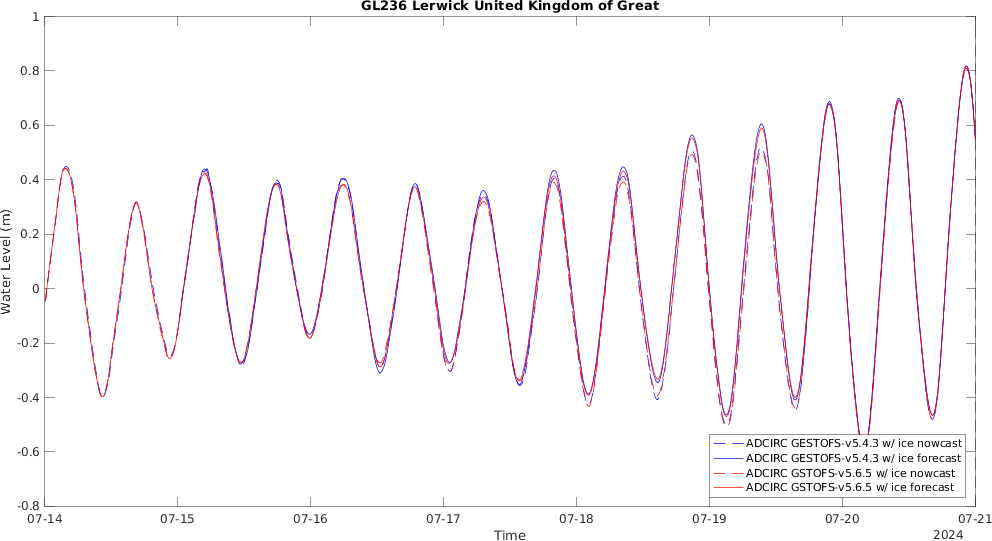 GL236 Lerwick United Kingdom of Great
1
0.8
0.6
0.4
0.2
0
-0.2
-0.4
-0.6
-0.8
Water Level (m)
ADCIRC GESTOFS-v5.4.3 w/ ice nowcast
ADCIRC GESTOFS-v5.4.3 w/ ice forecast
ADCIRC GSTOFS-v5.6.5 w/ ice nowcast
ADCIRC GSTOFS-v5.6.5 w/ ice forecast
07-14 07-15 07-16 07-17 07-18 07-19 07-20 07-21
Time
2024